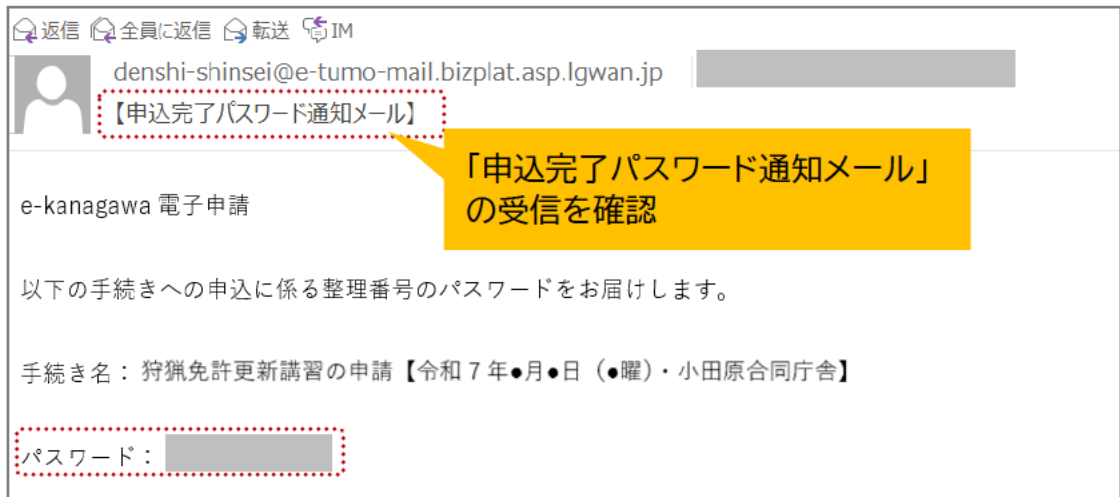 返信 全員に返信 転送 IM
denshi-shinsei@e-tumo-mail.bizplat.asp.lgwan.jp
【申込完了パスワード通知メール】
「申込完了パスワード通知メール」
の受信を確認
e-kanagawa 電子申請
以下の手続きへの申込に係る整理番号のパスワードをお届けします。
手続き名： 狩猟免許更新講習の申請【令和７年●月●日（●曜）・小田原合同庁舎】
パスワード：